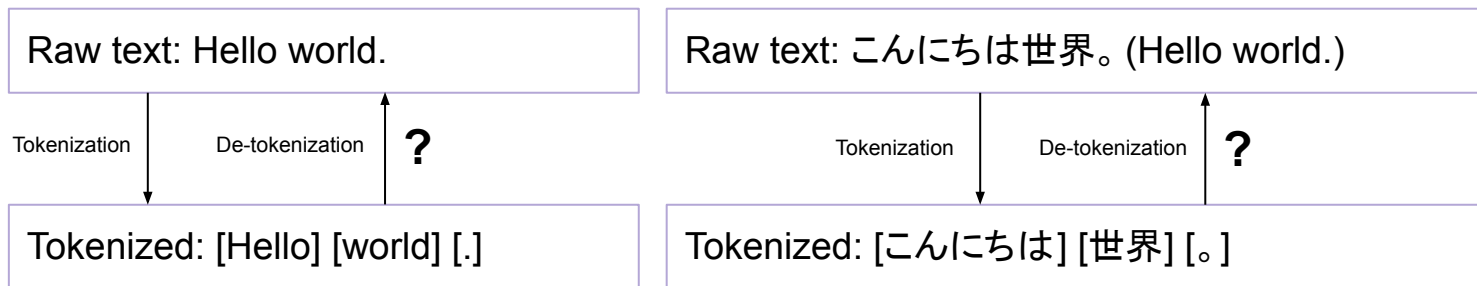 Raw text: Hello world.
Tokenization
De-tokenization
?
Tokenized: [Hello] [world] [.]
Raw text: こんにちは世界。(Hello world.)
Tokenization
De-tokenization
?
Tokenized: [こんにちは] [世界] [。]